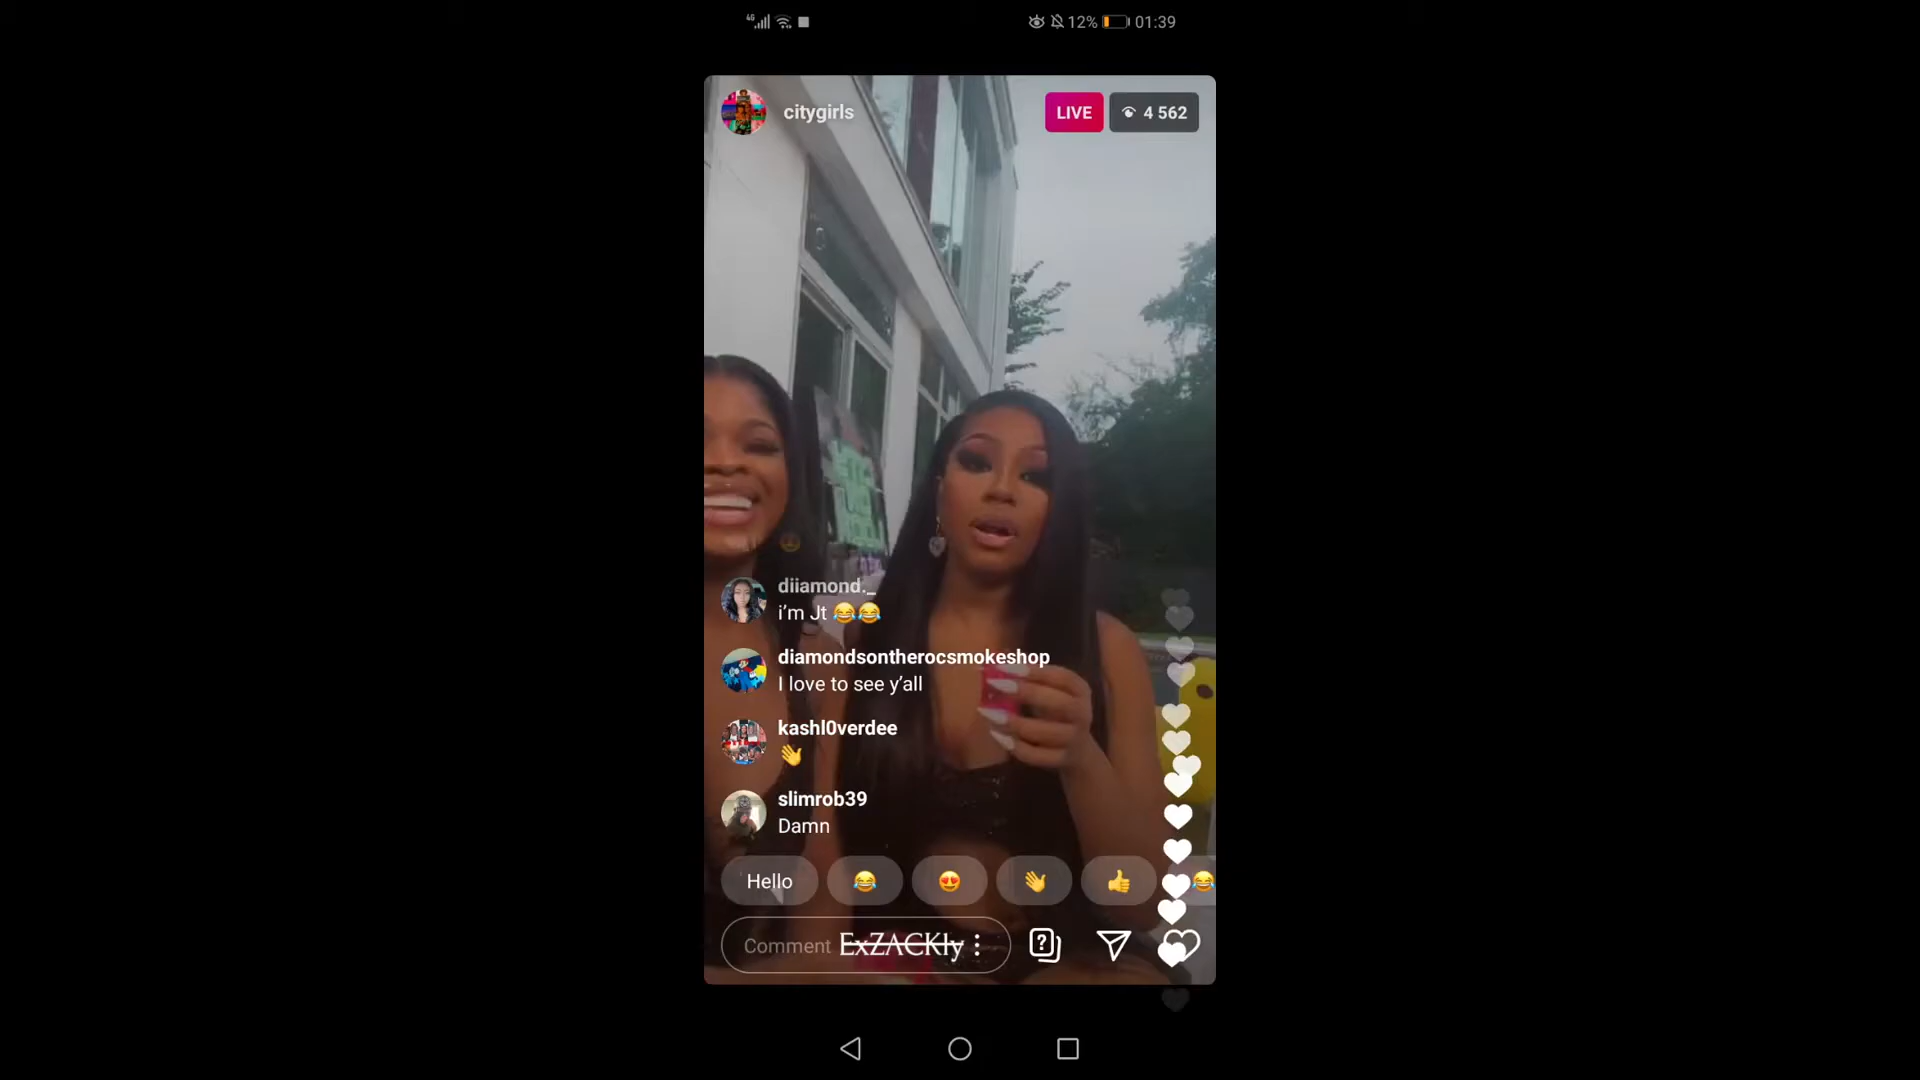 4G
12%
01:39
citygirls
LIVE
4 562
diiamond._
i’m Jt 😂😂
diamondsontherocsmokeshop
I love to see y’all
kashl0verdee
👋
slimrob39
Damn
Hello 😂 😍 👋 👍 😂
Comment
ExZACKly